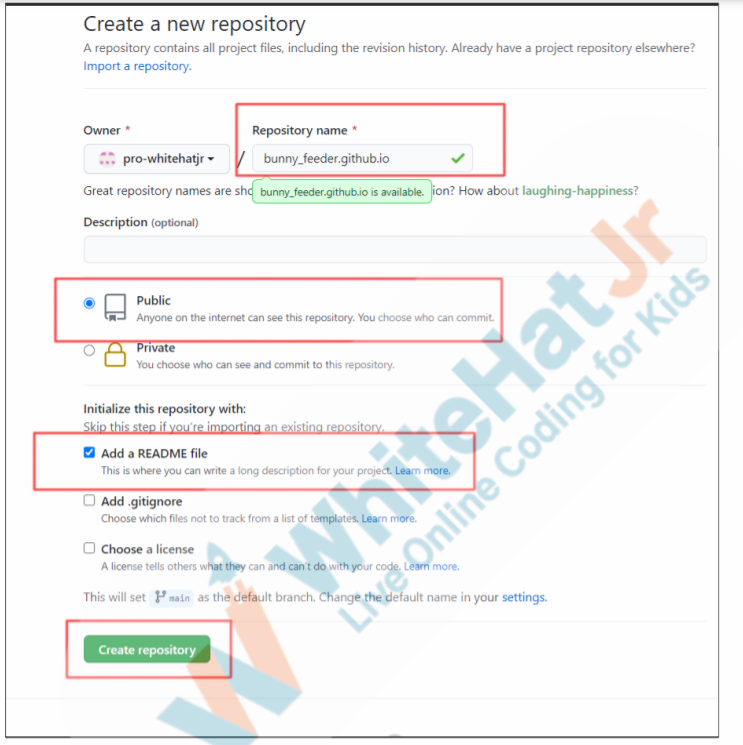 Create a new repository
A repository contains all project files, including the revision history. Already have a project repository elsewhere?
Import a repository.
Owner * Repository name *
pro-whitehatjr / bunny_feeder.github.io
Great repository names are sho bunny_feeder.github.io is available. ion? How about laughing-happiness?
Description (optional)
Public
Anyone on the internet can see this repository. You choose who can commit.
Private
You choose who can see and commit to this repository.
Initialize this repository with:
Skip this step if you're importing an existing repository.
Add a README file
This is where you can write a long description for your project. Learn more.
Add .gitignore
Choose which files not to track from a list of templates. Learn more.
Choose a license
A license tells others what they can and can't do with your code. Learn more.
This will set main as the default branch. Change the default name in your settings.
Create repository
WhiteHat Jr
Live Online Coding for Kids